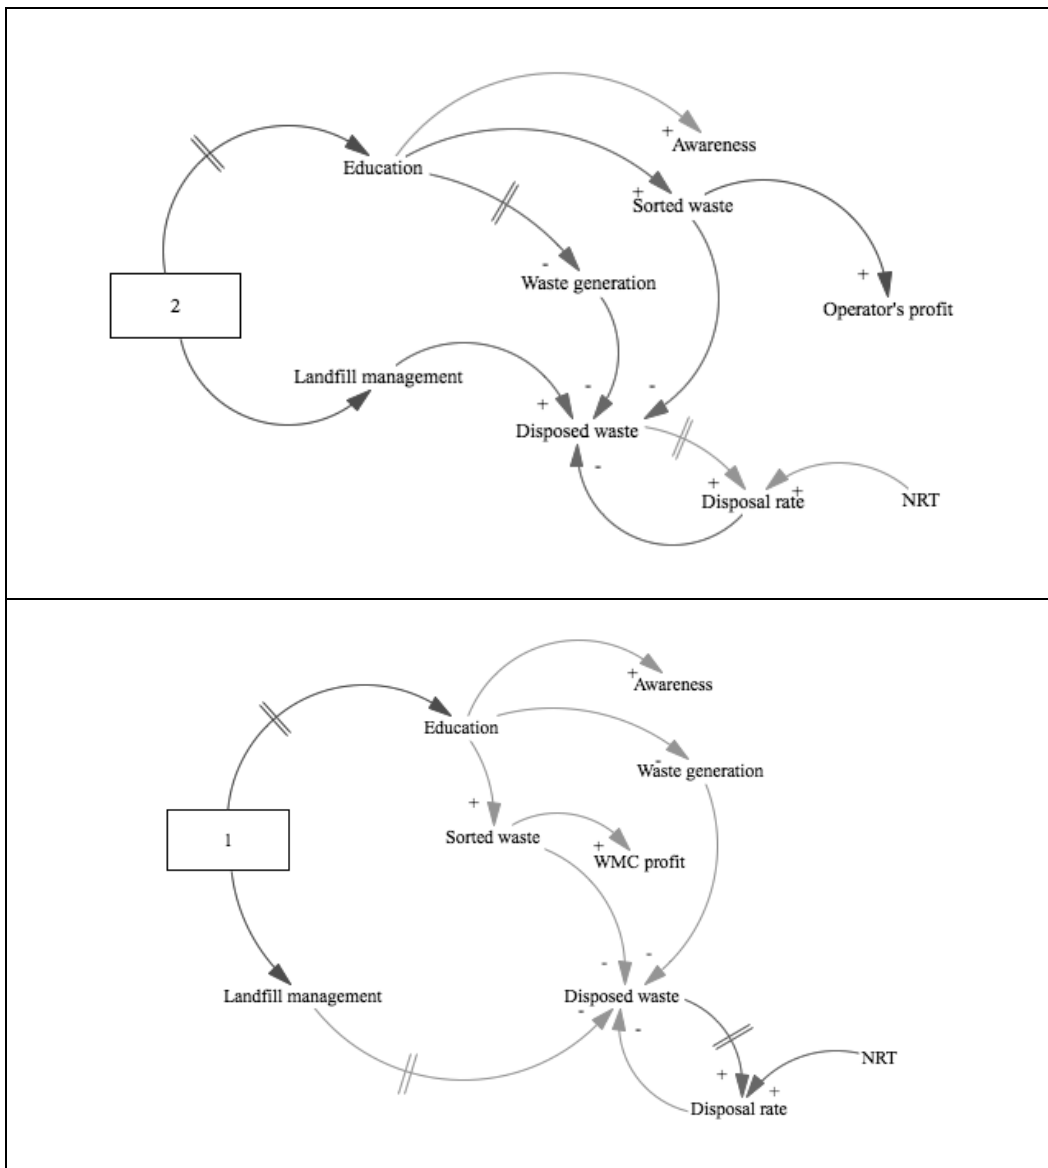 +
Awareness
Education
+
Sorted waste
-
Waste generation
2
+
Operator's profit
Landfill management
-
-
+
Disposed waste
-
+
+
Disposal rate
NRT
+
Awareness
Education
-
Waste generation
+
Sorted waste
1
+
WMC profit
-
-
Landfill management
Disposed waste
-
-
NRT
+
+
Disposal rate